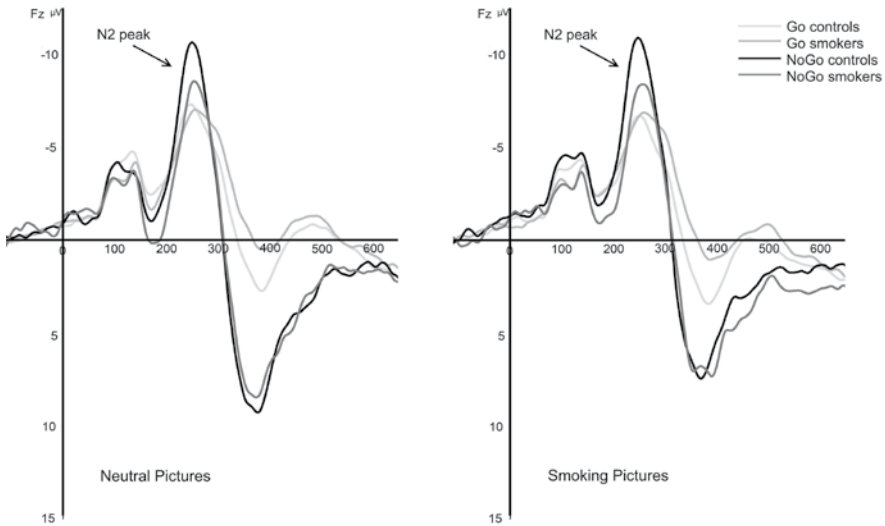 Fz µV
-10
-5
5
10
15
0
100
200
300
400
500
600
N2 peak
Neutral Pictures
Fz µV
-10
-5
5
10
15
0
100
200
300
400
500
600
N2 peak
Smoking Pictures
Go controls
Go smokers
NoGo controls
NoGo smokers